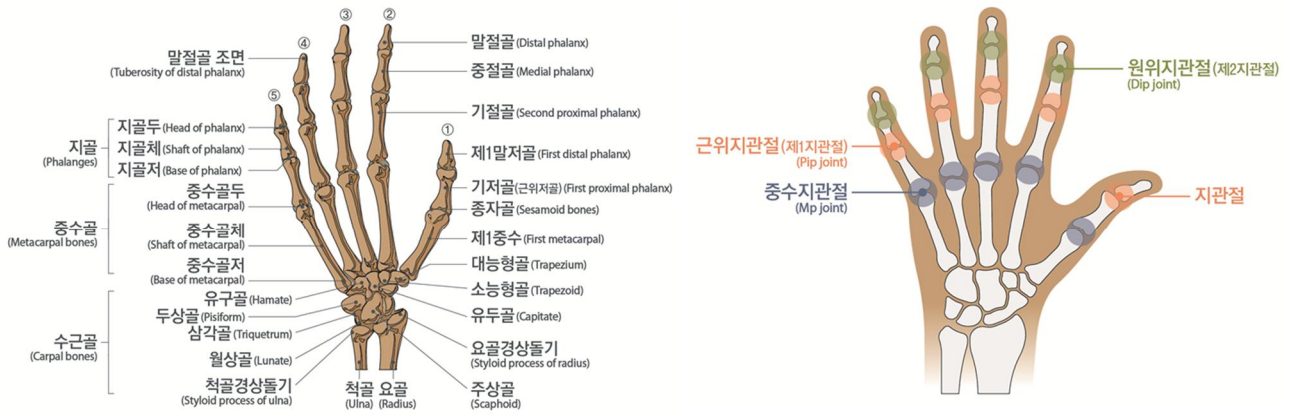 ③
②
④
말절골 조면
(Tuberosity of distal phalanx)
⑤
지골
(Phalanges)
지골두 (Head of phalanx)
지골체 (Shaft of phalanx)
지골저 (Base of phalanx)
중수골
(Metacarpal bones)
중수골두
(Head of metacarpal)
중수골체
(Shaft of metacarpal)
중수골저
(Base of metacarpal)
수근골
(Carpal bones)
유구골 (Hamate)
두상골 (Pisiform)
삼각골 (Triquetrum)
월상골 (Lunate)
척골경상돌기
(Styloid process of ulna)
척골
(Ulna)
요골
(Radius)
말절골 (Distal phalanx)
중절골 (Medial phalanx)
기절골 (Second proximal phalanx)
①
제1말저골 (First distal phalanx)
기저골(근위저골) (First proximal phalanx)
종자골 (Sesamoid bones)
제1중수 (First metacarpal)
대능형골 (Trapezium)
소능형골 (Trapezoid)
유두골 (Capitate)
요골경상돌기
(Styloid process of radius)
주상골
(Scaphoid)
원위지관절 (제2지관절)
(Dip joint)
근위지관절 (제1지관절)
(Pip joint)
중수지관절
(Mp joint)
지관절